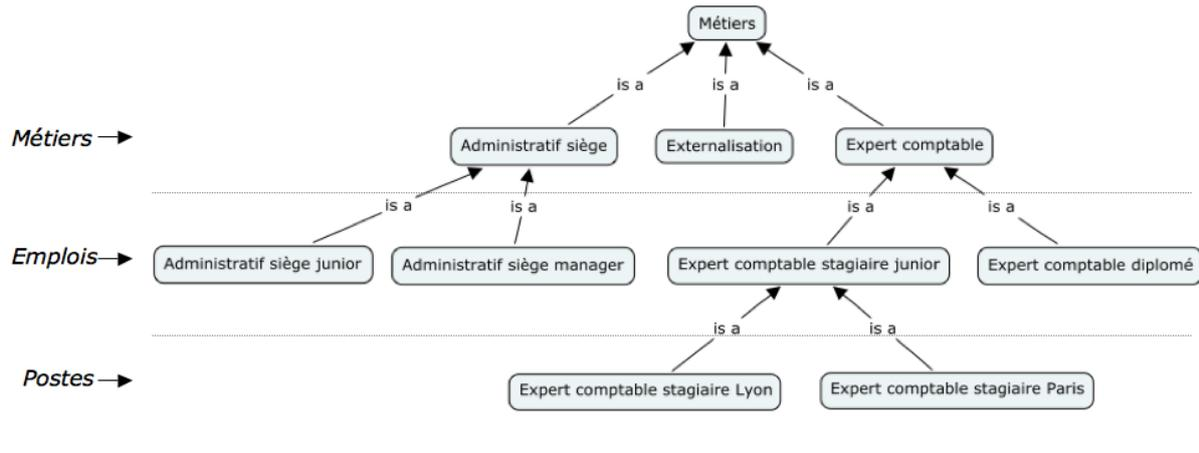 Métiers
is a
is a
is a
Métiers
Administratif siège
Externalisation
Expert comptable
is a
is a
is a
is a
Emplois
Administratif siège junior
Administratif siège manager
Expert comptable stagiaire junior
Expert comptable diplomé
is a
is a
Postes
Expert comptable stagiaire Lyon
Expert comptable stagiaire Paris